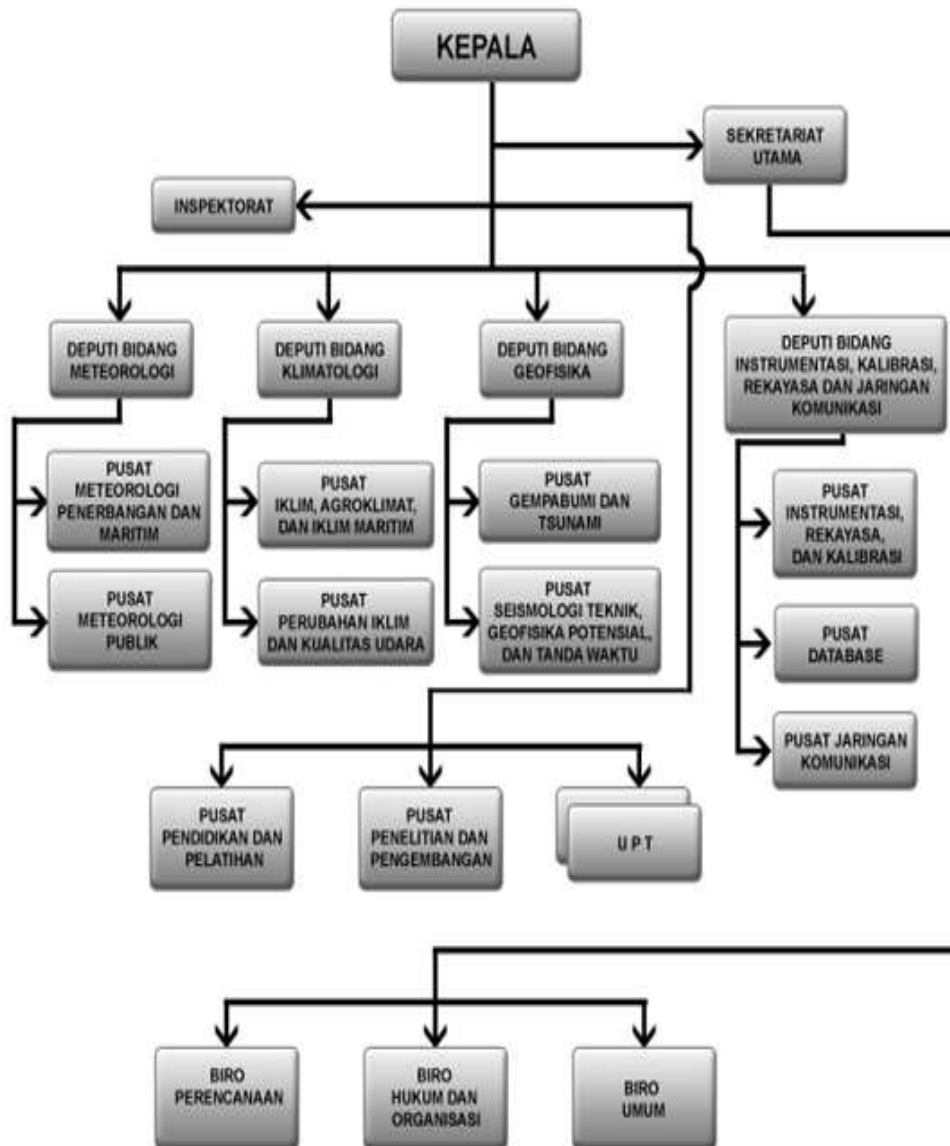 KEPALA
SEKRETARIAT
UTAMA
INSPEKTORAT
DEPUTI BIDANG
METEOROLOGI
DEPUTI BIDANG
KLIMATOLOGI
DEPUTI BIDANG
GEOFISIKA
DEPUTI BIDANG
INSTRUMENTASI, KALIBRASI,
REKAYASA DAN JARINGAN
KOMUNIKASI
PUSAT
METEOROLOGI
PENERBANGAN DAN
MARITIM
PUSAT
IKLIM, AGROKLIMAT,
DAN IKLIM MARITIM
PUSAT
GEMPABUMI DAN
TSUNAMI
PUSAT
INSTRUMENTASI,
REKAYASA,
DAN KALIBRASI
PUSAT
METEOROLOGI
PUBLIK
PUSAT
PERUBAHAN IKLIM
DAN KUALITAS UDARA
PUSAT
SEISMOLOGI TEKNIK,
GEOFISIKA POTENSIAL,
DAN TANDA WAKTU
PUSAT
DATABASE
PUSAT JARINGAN
KOMUNIKASI
PUSAT
PENDIDIKAN DAN
PELATIHAN
PUSAT
PENELITIAN DAN
PENGEMBANGAN
U P T
BIRO
PERENCANAAN
BIRO
HUKUM DAN
ORGANISASI
BIRO
UMUM